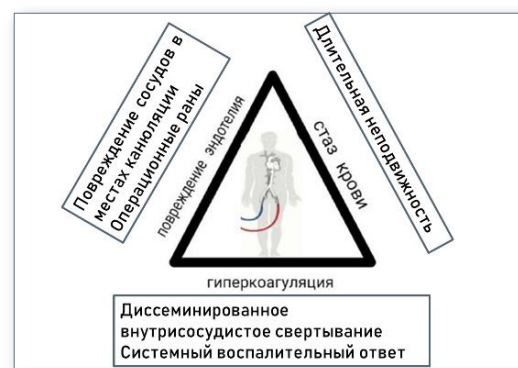 Повреждение сосудов в
местах канюляции
Операционные раны
повреждение эндотелия
стаз крови
Длительная неподвижность
гиперкоагуляция
Диссеминированное
внутрисосудистое свертывание
Системный воспалительный ответ